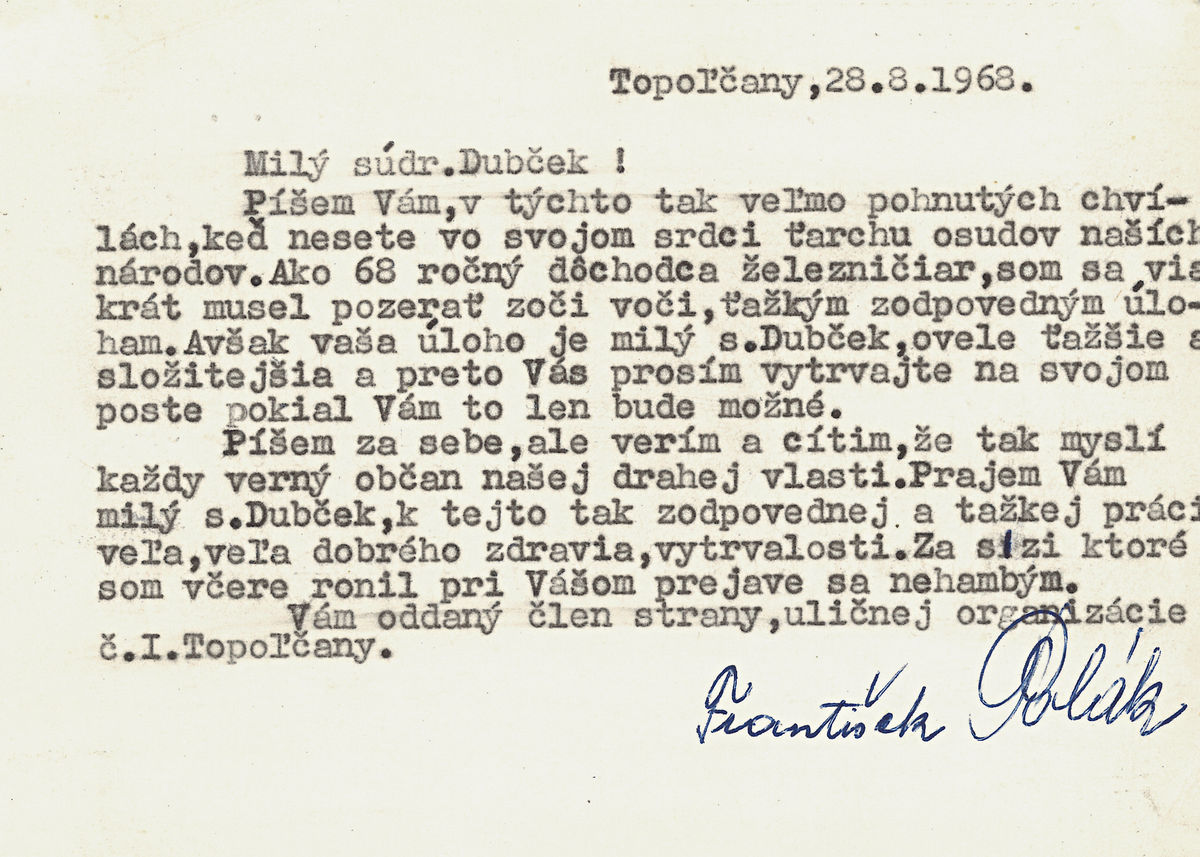 Topoľčany,28.8.1968.
Milý súdr.Dubček !
Píšem Vám,v týchto tak veľmo pohnutých chví-
lách,keď nesete vo svojom srdci ťarchu osudov naších
národov.Ako 68 ročný dôchodca železničiar,som sa via
krát musel pozerať zoči voči,ťažkým zodpovedným úlo-
ham.Avšak vaša úloho je milý s.Dubček,ovele ťažšie a
složitejšia a preto Vás prosím vytrvajte na svojom
poste pokial Vám to len bude možné.
Píšem za sebe,ale verím a cítim,že tak myslí
každy verný občan našej drahej vlasti.Prajem Vám
milý s.Dubček,k tejto tak zodpovednej a tažkej práci
veľa,veľa dobrého zdravia,vytrvalosti.Za slzi ktoré
som včere ronil pri Vášom prejave sa nehambým.
Vám oddaný člen strany,uličnej organizácie
č.I.Topoľčany.
František Polák